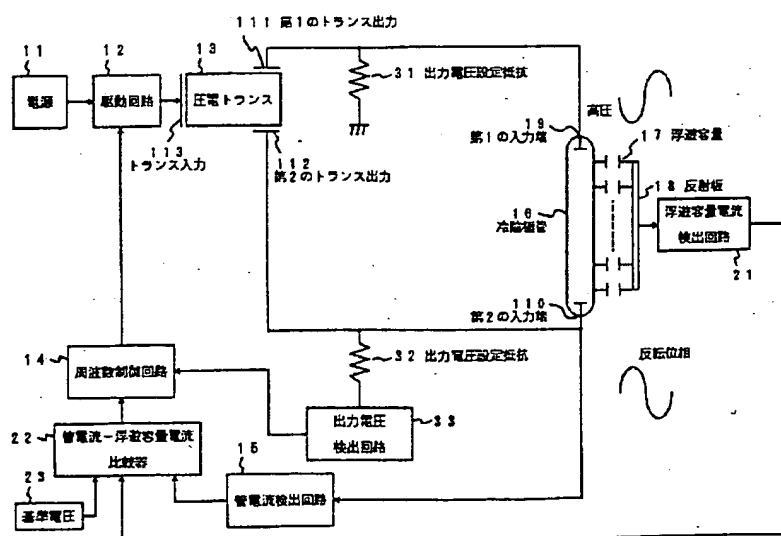 111 第1のトランス出力
11
電源
12
駆動回路
13
圧電トランス
113
トランス入力
112
第2のトランス出力
31 出力電圧設定抵抗
高圧
19
第1の入力端
17 浮遊容量
18 反射板
16
冷陰極管
浮遊容量電流
検出回路
21
110
第2の入力端
反転位相
14
周波数制御回路
32 出力電圧設定抵抗
出力電圧
検出回路
33
22
管電流-浮遊容量電流
比較器
15
管電流検出回路
23
基準電圧